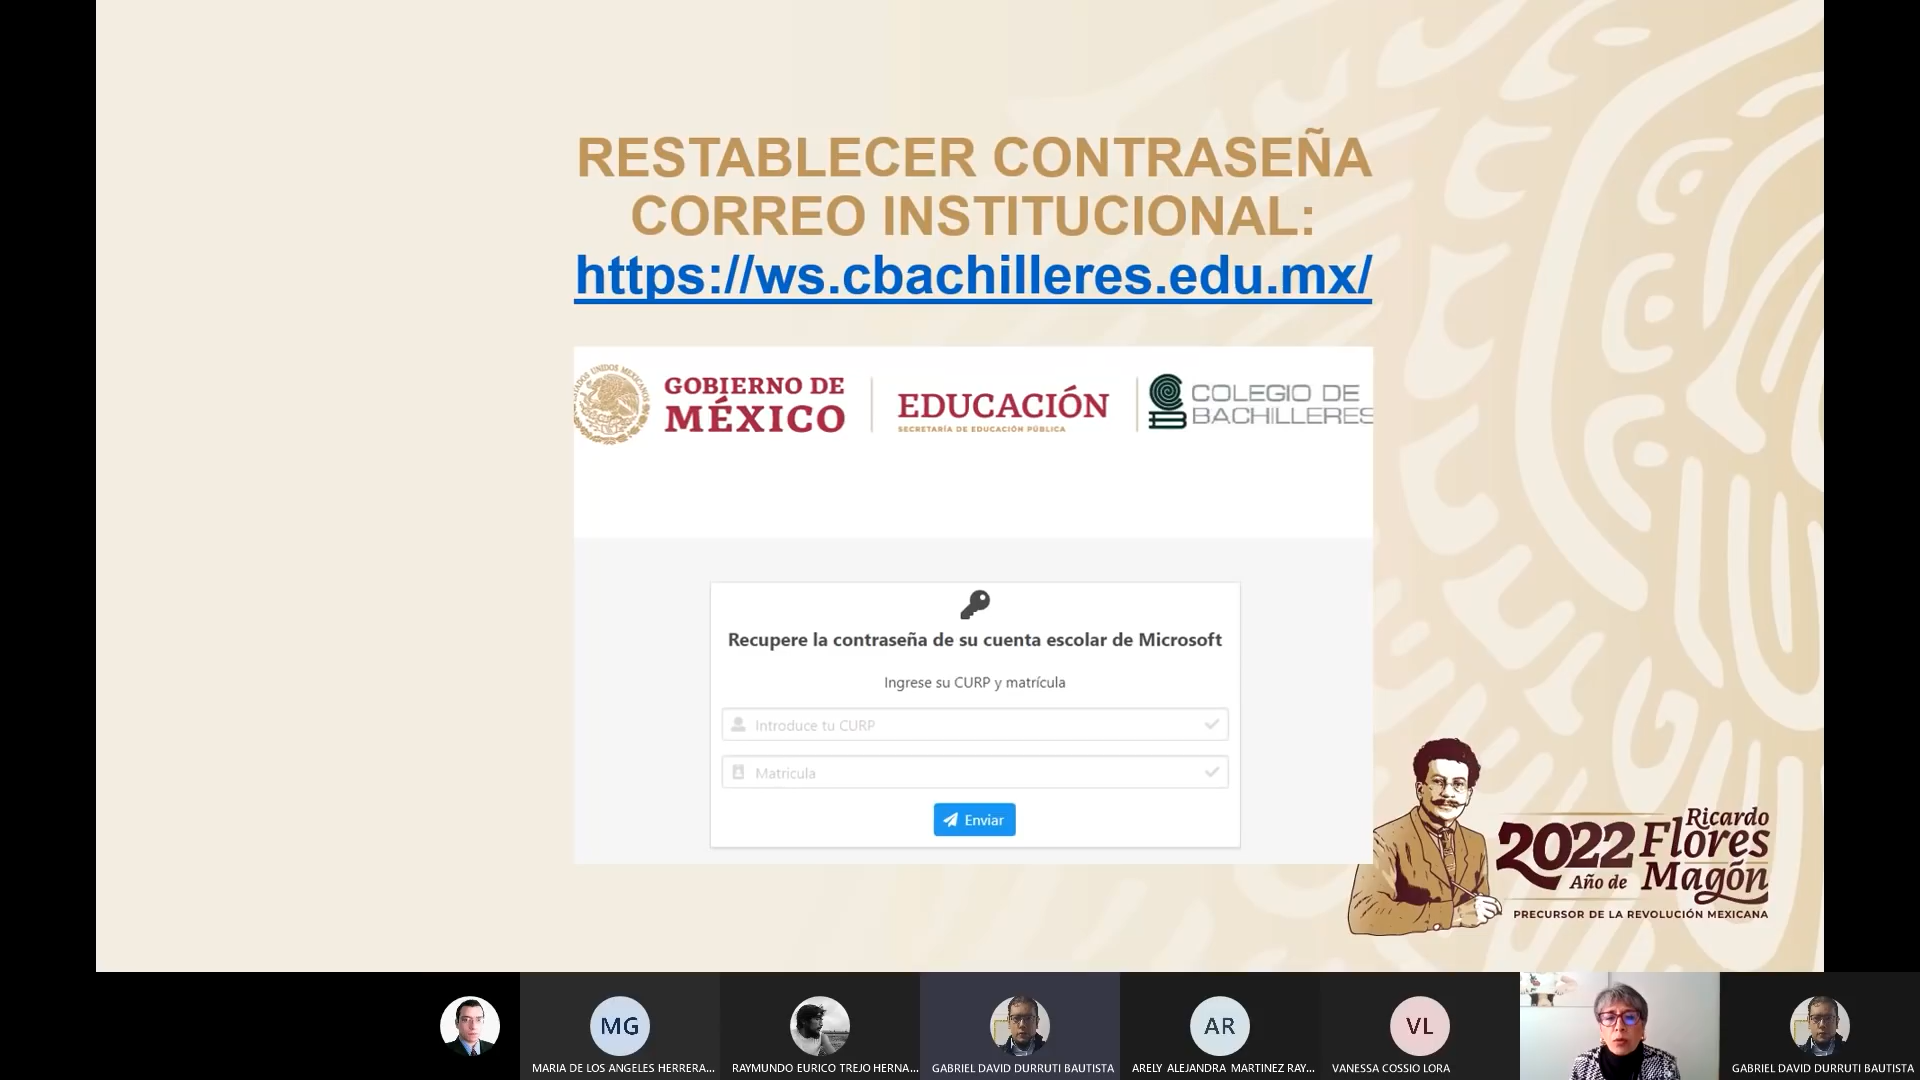 RESTABLECER CONTRASEÑA
CORREO INSTITUCIONAL:
https://ws.cbachilleres.edu.mx/
GOBIERNO DE
MÉXICO
EDUCACIÓN
SECRETARÍA DE EDUCACIÓN PÚBLICA
COLEGIO DE
BACHILLERES
Recupere la contraseña de su cuenta escolar de Microsoft
Ingrese su CURP y matrícula
Introduce tu CURP
Matricula
Enviar
2022
Ricardo
Flores
Año de Magón
PRECURSOR DE LA REVOLUCIÓN MEXICANA
MG
AR
VL
MARIA DE LOS ANGELES HERRERA...
RAYMUNDO EURICO TREJO HERNA...
GABRIEL DAVID DURRUTI BAUTISTA
ARELY ALEJANDRA MARTINEZ RAY...
VANESSA COSSIO LORA
GABRIEL DAVID DURRUTI BAUTISTA